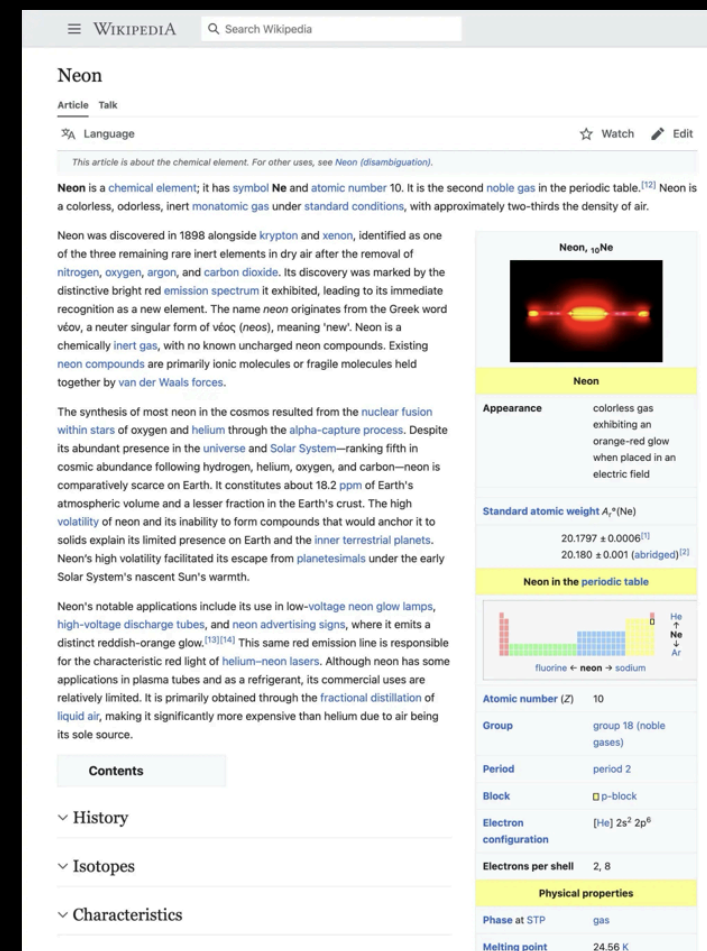 WIKIPEDIA
Search Wikipedia
Neon
Article Talk
Language
Watch Edit
This article is about the chemical element. For other uses, see Neon (disambiguation).
Neon is a chemical element; it has symbol Ne and atomic number 10. It is the second noble gas in the periodic table.[12] Neon is
a colorless, odorless, inert monatomic gas under standard conditions, with approximately two-thirds the density of air.
Neon was discovered in 1898 alongside krypton and xenon, identified as one
of the three remaining rare inert elements in dry air after the removal of
nitrogen, oxygen, argon, and carbon dioxide. Its discovery was marked by the
distinctive bright red emission spectrum it exhibited, leading to its immediate
recognition as a new element. The name neon originates from the Greek word
νέον, a neuter singular form of νέος (neos), meaning 'new'. Neon is a
chemically inert gas, with no known uncharged neon compounds. Existing
neon compounds are primarily ionic molecules or fragile molecules held
together by van der Waals forces.
The synthesis of most neon in the cosmos resulted from the nuclear fusion
within stars of oxygen and helium through the alpha-capture process. Despite
its abundant presence in the universe and Solar System—ranking fifth in
cosmic abundance following hydrogen, helium, oxygen, and carbon—neon is
comparatively scarce on Earth. It constitutes about 18.2 ppm of Earth's
atmospheric volume and a lesser fraction in the Earth's crust. The high
volatility of neon and its inability to form compounds that would anchor it to
solids explain its limited presence on Earth and the inner terrestrial planets.
Neon's high volatility facilitated its escape from planetesimals under the early
Solar System's nascent Sun's warmth.
Neon's notable applications include its use in low-voltage neon glow lamps,
high-voltage discharge tubes, and neon advertising signs, where it emits a
distinct reddish-orange glow.[13][14] This same red emission line is responsible
for the characteristic red light of helium–neon lasers. Although neon has some
applications in plasma tubes and as a refrigerant, its commercial uses are
relatively limited. It is primarily obtained through the fractional distillation of
liquid air, making it significantly more expensive than helium due to air being
its sole source.
Contents
History
Isotopes
Characteristics
Neon, ₁₀Ne
Neon
Appearance colorless gas
exhibiting an
orange-red glow
when placed in an
electric field
Standard atomic weight Aᵣ°(Ne)
20.1797 ± 0.0006[1]
20.180 ± 0.001 (abridged)[2]
Neon in the periodic table
He
↑
Ne
↓
Ar
fluorine ← neon → sodium
Atomic number (Z) 10
Group group 18 (noble
gases)
Period period 2
Block p-block
Electron
configuration [He] 2s² 2p⁶
Electrons per shell 2, 8
Physical properties
Phase at STP gas
Melting point 24.56 K